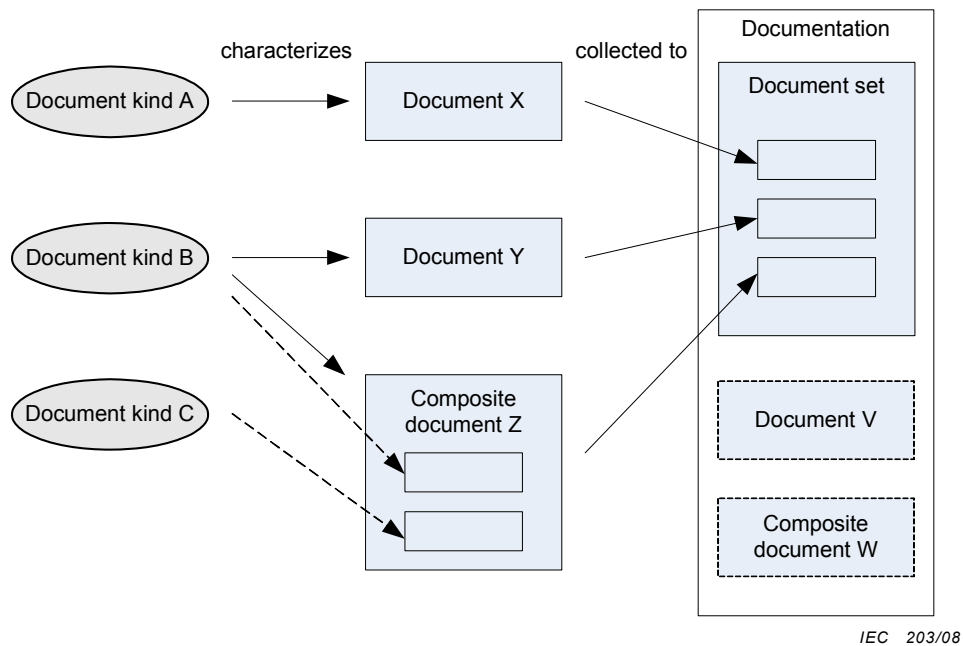 Documentation
characterizes
collected to
Document set
Document kind A
Document X
Document kind B
Document Y
Document kind C
Composite
document Z
Document V
Composite
document W
IEC 203/08